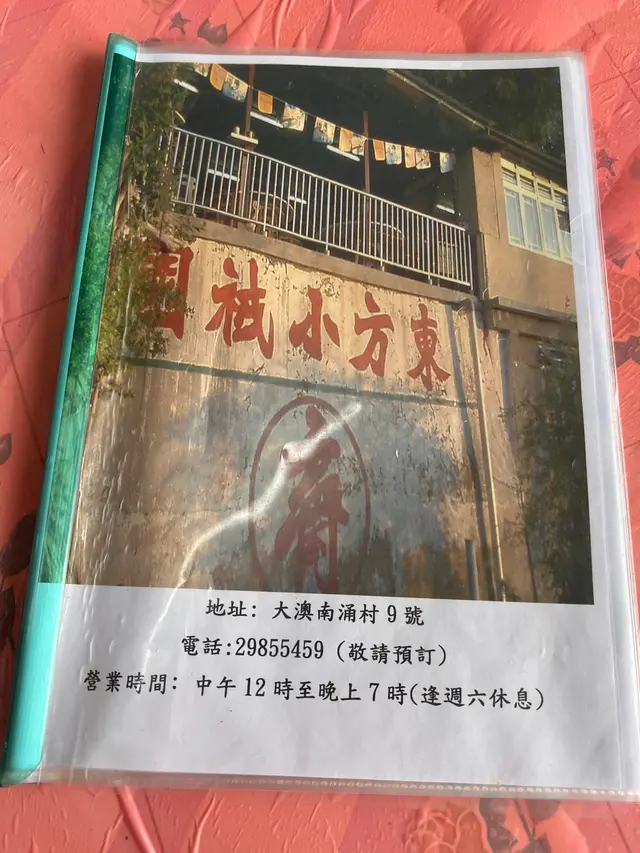 東方小祇園
齋
地址: 大澳南涌村9號
電話:29855459 (敬請預訂)
營業時間: 中午12時至晚上7時(逢週六休息)